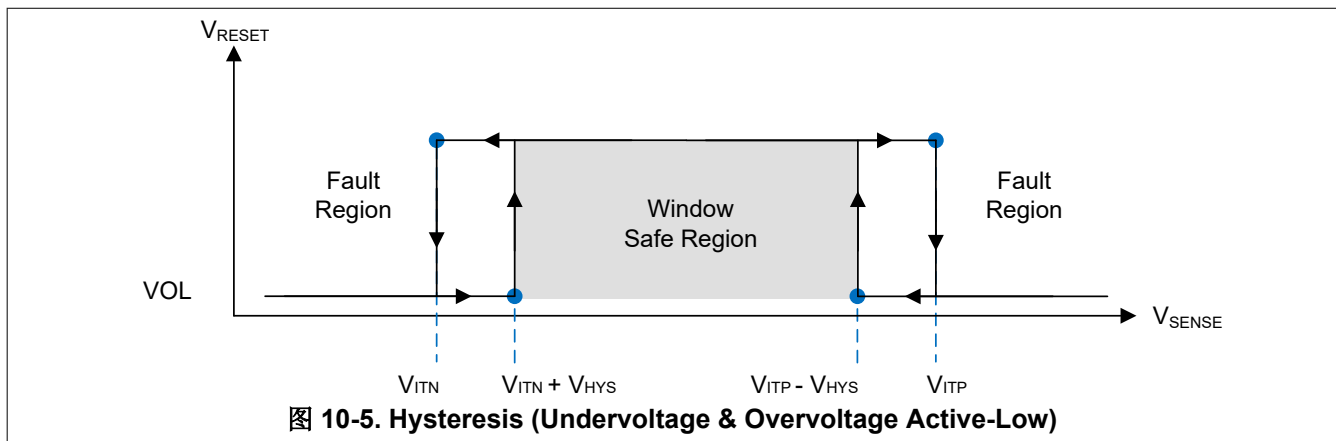 VRESET
Fault
Region
Window
Safe Region
Fault
Region
VOL
VSENSE
VITN
VITN + VHYS
VITP - VHYS
VITP
图 10-5. Hysteresis (Undervoltage & Overvoltage Active-Low)